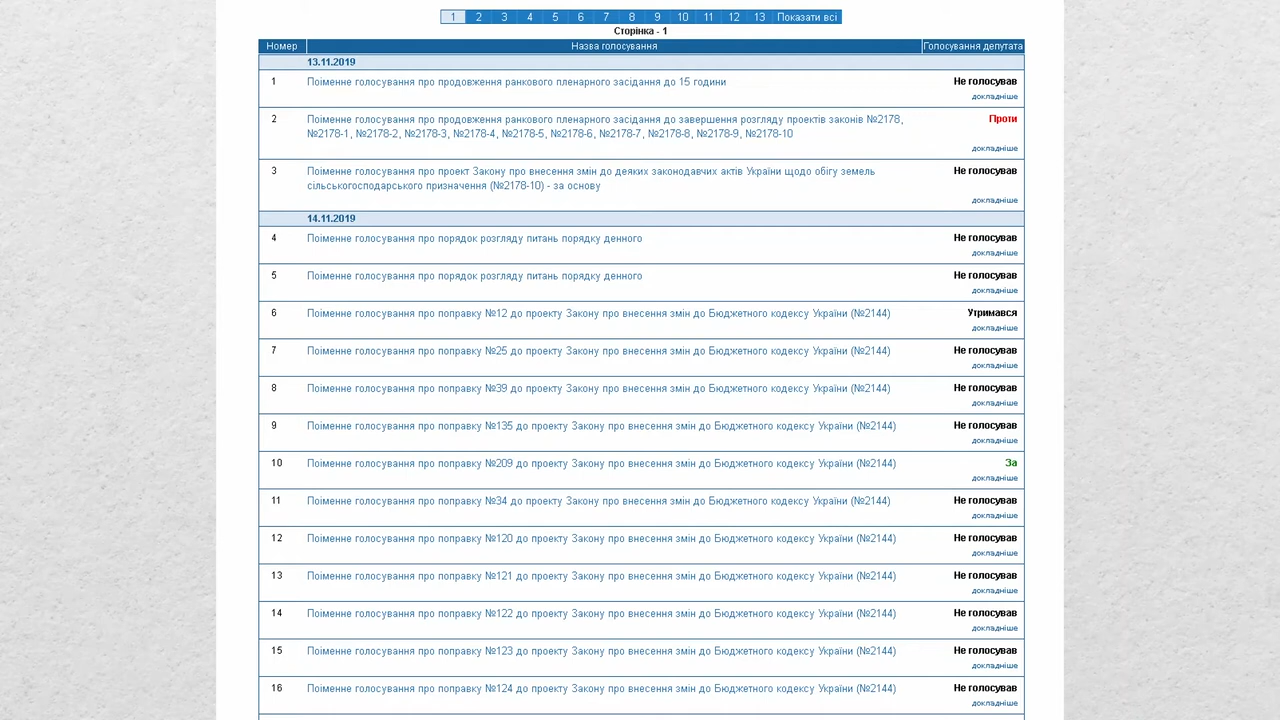 1 2 3 4 5 6 7 8 9 10 11 12 13 Показати всі
Сторінка - 1
Номер Назва голосування Голосування депутата
13.11.2019
1 Поіменне голосування про продовження ранкового пленарного засідання до 15 години Не голосував
докладніше
2 Поіменне голосування про продовження ранкового пленарного засідання до завершення розгляду проектів законів №2178, Проти
№2178-1, №2178-2, №2178-3, №2178-4, №2178-5, №2178-6, №2178-7, №2178-8, №2178-9, №2178-10
докладніше
3 Поіменне голосування про проект Закону про внесення змін до деяких законодавчих актів України щодо обігу земель Не голосував
сільськогосподарського призначення (№2178-10) - за основу
докладніше
14.11.2019
4 Поіменне голосування про порядок розгляду питань порядку денного Не голосував
докладніше
5 Поіменне голосування про порядок розгляду питань порядку денного Не голосував
докладніше
6 Поіменне голосування про поправку №12 до проекту Закону про внесення змін до Бюджетного кодексу України (№2144) Утримався
докладніше
7 Поіменне голосування про поправку №25 до проекту Закону про внесення змін до Бюджетного кодексу України (№2144) Не голосував
докладніше
8 Поіменне голосування про поправку №39 до проекту Закону про внесення змін до Бюджетного кодексу України (№2144) Не голосував
докладніше
9 Поіменне голосування про поправку №135 до проекту Закону про внесення змін до Бюджетного кодексу України (№2144) Не голосував
докладніше
10 Поіменне голосування про поправку №209 до проекту Закону про внесення змін до Бюджетного кодексу України (№2144) За
докладніше
11 Поіменне голосування про поправку №34 до проекту Закону про внесення змін до Бюджетного кодексу України (№2144) Не голосував
докладніше
12 Поіменне голосування про поправку №120 до проекту Закону про внесення змін до Бюджетного кодексу України (№2144) Не голосував
докладніше
13 Поіменне голосування про поправку №121 до проекту Закону про внесення змін до Бюджетного кодексу України (№2144) Не голосував
докладніше
14 Поіменне голосування про поправку №122 до проекту Закону про внесення змін до Бюджетного кодексу України (№2144) Не голосував
докладніше
15 Поіменне голосування про поправку №123 до проекту Закону про внесення змін до Бюджетного кодексу України (№2144) Не голосував
докладніше
16 Поіменне голосування про поправку №124 до проекту Закону про внесення змін до Бюджетного кодексу України (№2144) Не голосував
докладніше